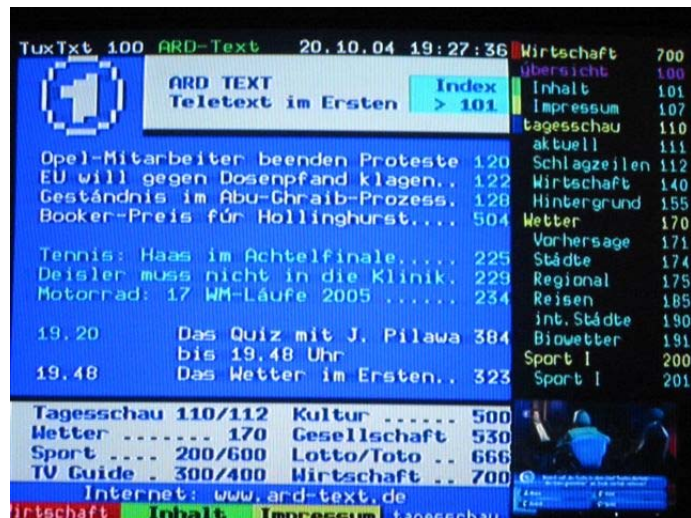 TuxTxt 100 ARD-Text 20.10.04 19:27:36
1
ARD TEXT Index
Teletext im Ersten > 101
Opel-Mitarbeiter beenden Proteste 120
EU will gegen Dosenpfand klagen.. 122
Geständnis im Abu-Ghraib-Prozess. 128
Booker-Preis für Hollinghurst.... 504
Tennis: Haas im Achtelfinale..... 225
Deisler muss nicht in die Klinik. 229
Motorrad: 17 WM-Läufe 2005 ...... 234
19.20 Das Quiz mit J. Pilawa 384
bis 19.48 Uhr
19.48 Das Wetter im Ersten.. 323
Tagesschau 110/112 Kultur ...... 500
Wetter ....... 170 Gesellschaft 530
Sport .... 200/600 Lotto/Toto .. 666
TV Guide . 300/400 Wirtschaft .. 700
Internet: www.ard-text.de
irtschaft Inhalt Impressum tagesschau
Wirtschaft 700
Übersicht 100
Inhalt 101
Impressum 107
tagesschau 110
aktuell 111
Schlagzeilen 112
Wirtschaft 140
Hintergrund 155
Wetter 170
Vorhersage 171
Städte 174
Regional 175
Reisen 185
int.Städte 190
Biowetter 191
Sport I 200
Sport I 201